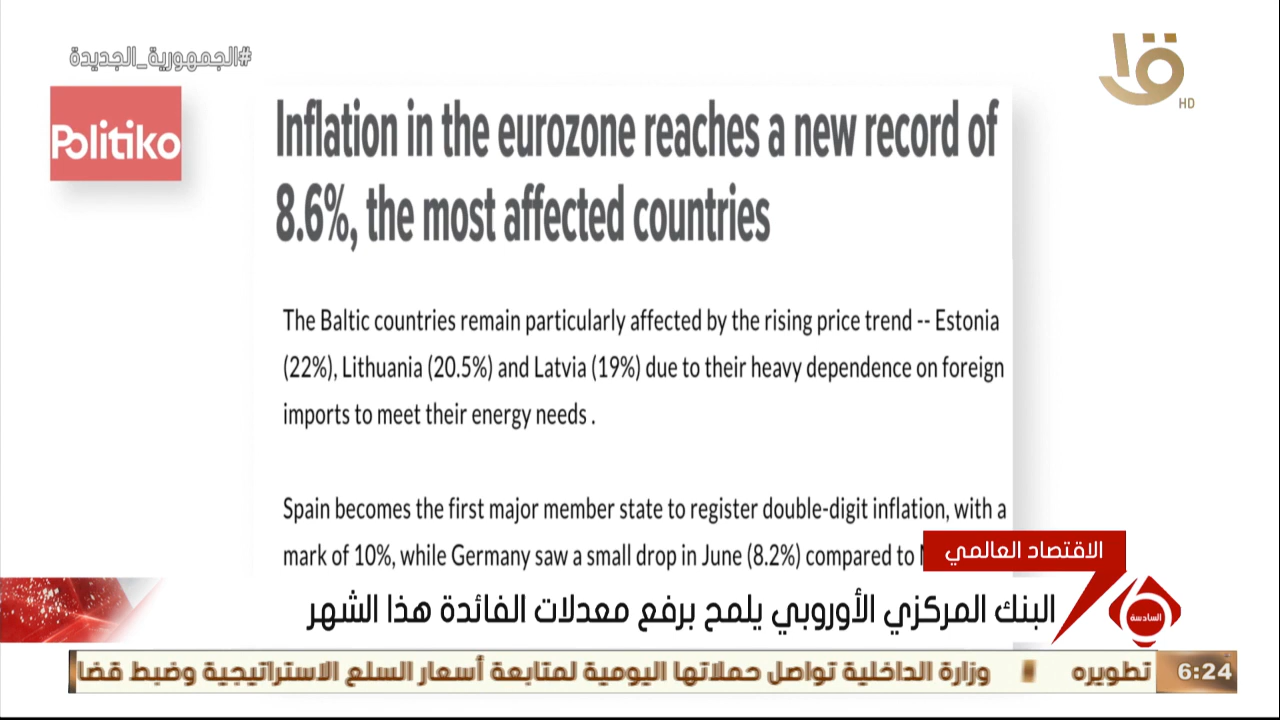 #الجمهورية_الجديدة
HD
Politiko
Inflation in the eurozone reaches a new record of
8.6%, the most affected countries
The Baltic countries remain particularly affected by the rising price trend -- Estonia
(22%), Lithuania (20.5%) and Latvia (19%) due to their heavy dependence on foreign
imports to meet their energy needs .
Spain becomes the first major member state to register double-digit inflation, with a
mark of 10%, while Germany saw a small drop in June (8.2%) compared to
الاقتصاد العالمي
البنك المركزي الأوروبي يلمح برفع معدلات الفائدة هذا الشهر
السادسة
6:24
تطويره وزارة الداخلية تواصل حملاتها اليومية لمتابعة أسعار السلع الاستراتيجية وضبط قضا